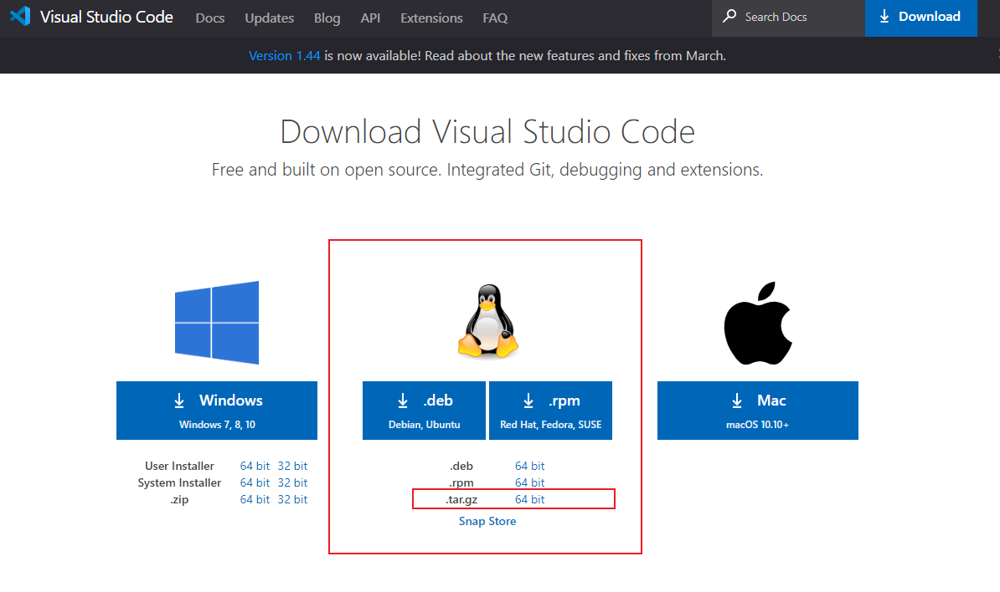 Visual Studio Code Docs Updates Blog API Extensions FAQ Search Docs Download
Version 1.44 is now available! Read about the new features and fixes from March.
Download Visual Studio Code
Free and built on open source. Integrated Git, debugging and extensions.
Windows
Windows 7, 8, 10
User Installer 64 bit 32 bit
System Installer 64 bit 32 bit
.zip 64 bit 32 bit
.deb
Debian, Ubuntu
.rpm
Red Hat, Fedora, SUSE
.deb 64 bit
.rpm 64 bit
.tar.gz 64 bit
Snap Store
Mac
macOS 10.10+